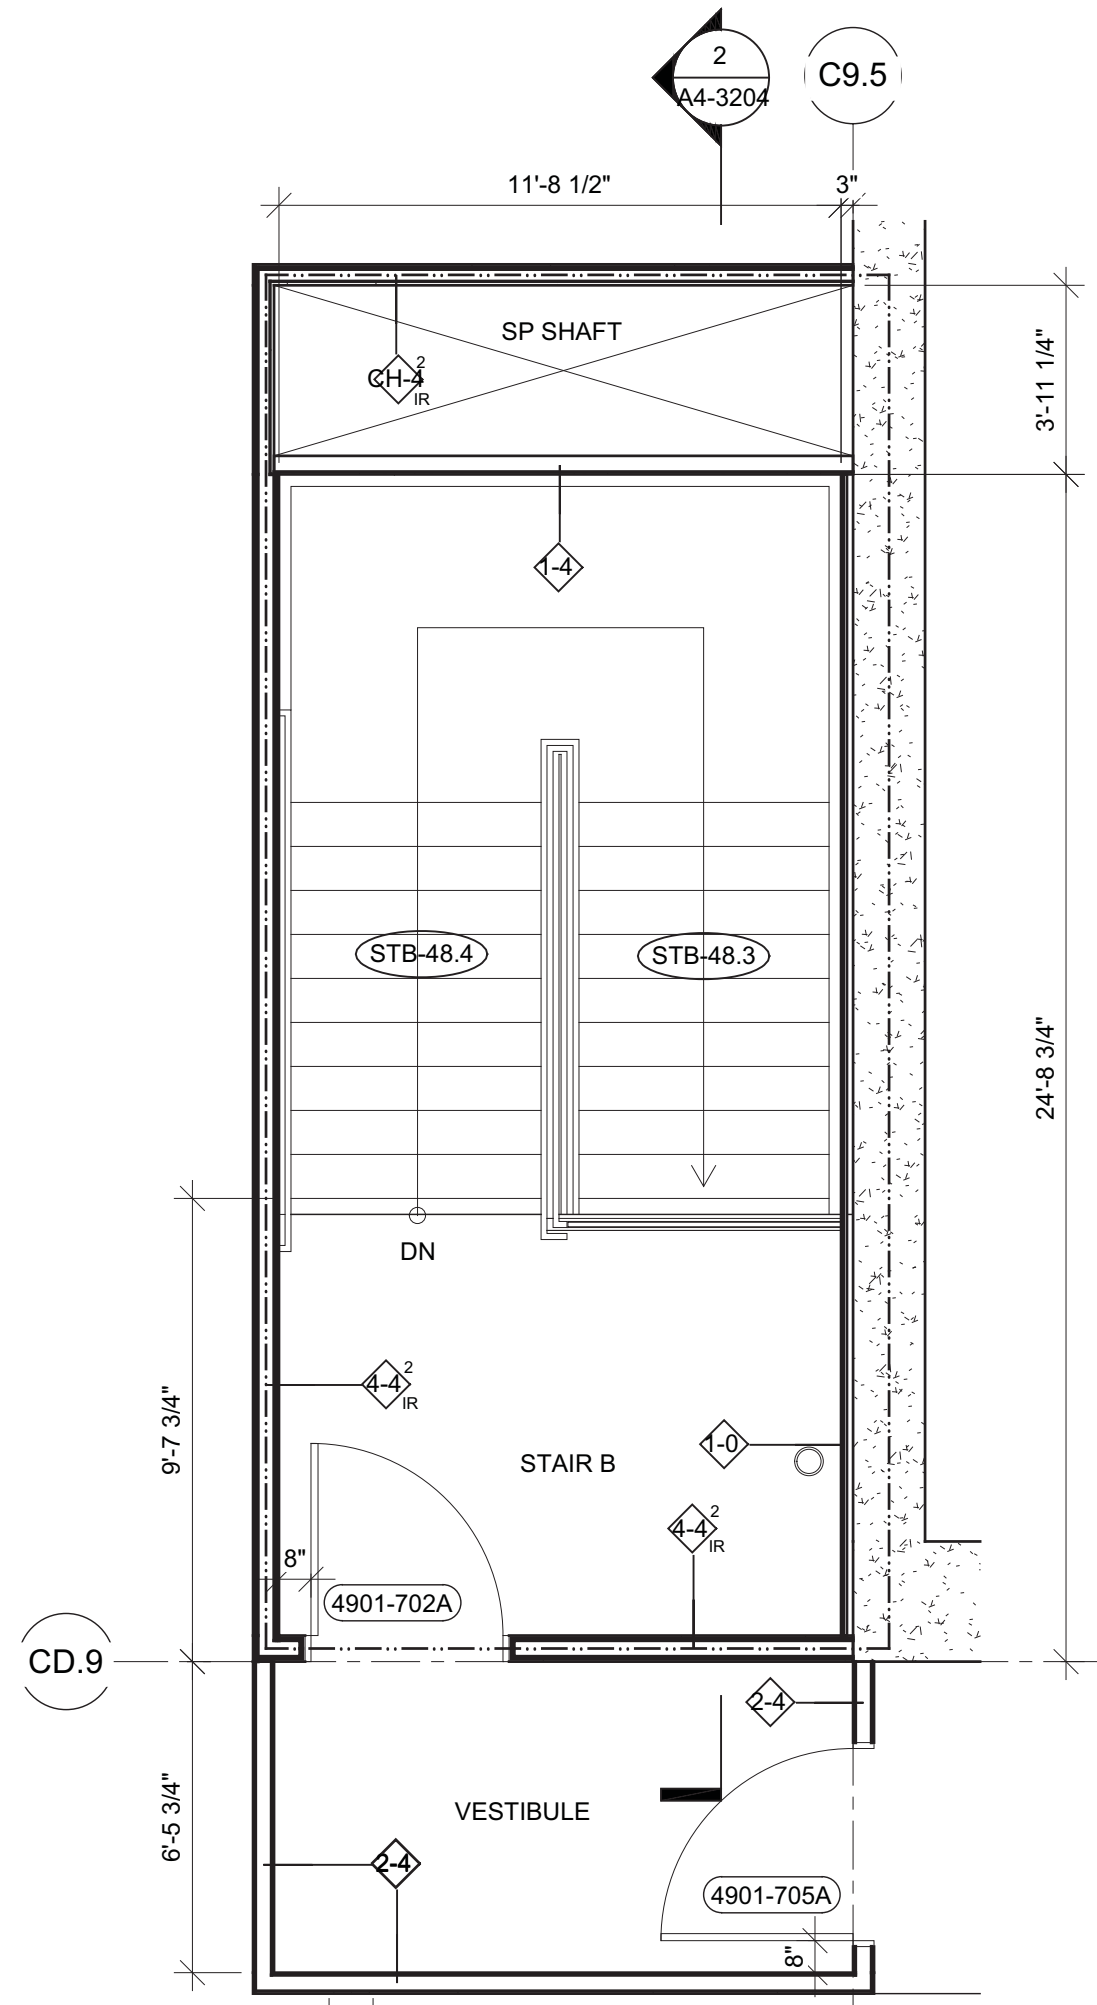 2
A4-3204
C9.5
11'-8 1/2"
3"
SP SHAFT
CH-4
2
IR
3'-11 1/4"
1-4
STB-48.4
STB-48.3
24'-8 3/4"
DN
9'-7 3/4"
4-4
2
IR
1-0
STAIR B
4-4
2
IR
8"
4901-702A
CD.9
2-4
6'-5 3/4"
VESTIBULE
2-4
4901-705A
8"